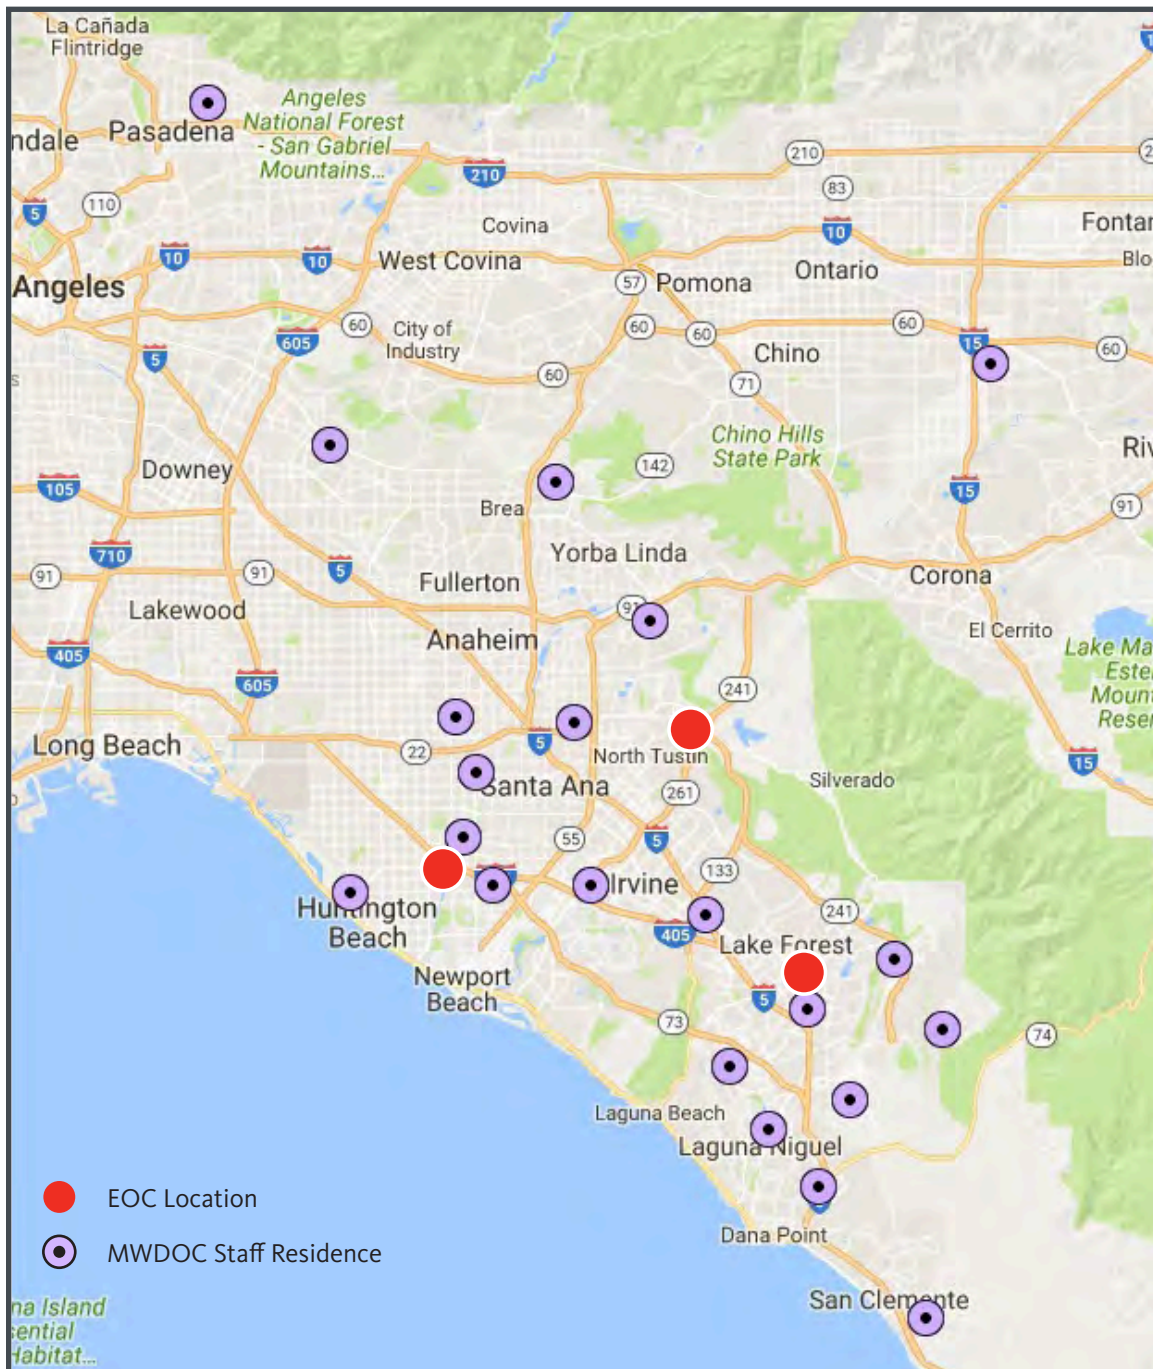 La Cañada
Flintridge
Angeles
National Forest
- San Gabriel
Mountains...
ndale
Pasadena
210
210
2
83
110
5
Covina
10
Fontar
10
10
West Covina
Ontario
Blo
Angeles
57
Pomona
60
City of
Industry
60
60
60
605
15
60
5
Chino
s
60
71
Chino Hills
State Park
Riv
Downey
142
105
15
Brea
91
710
Yorba Linda
91
91
5
Fullerton
Corona
Lakewood
91
El Cerrito
Anaheim
405
Lake Ma
Este
Mount
Reser
605
241
Long Beach
22
5
North Tustin
15
Santa Ana
Silverado
261
55
5
133
Irvine
Huntington
Beach
241
405
Lake Forest
Newport
Beach
5
73
74
Laguna Beach
Laguna Niguel
EOC Location
Dana Point
MWDOC Staff Residence
San Clemente
na Island
sential
Habitat...